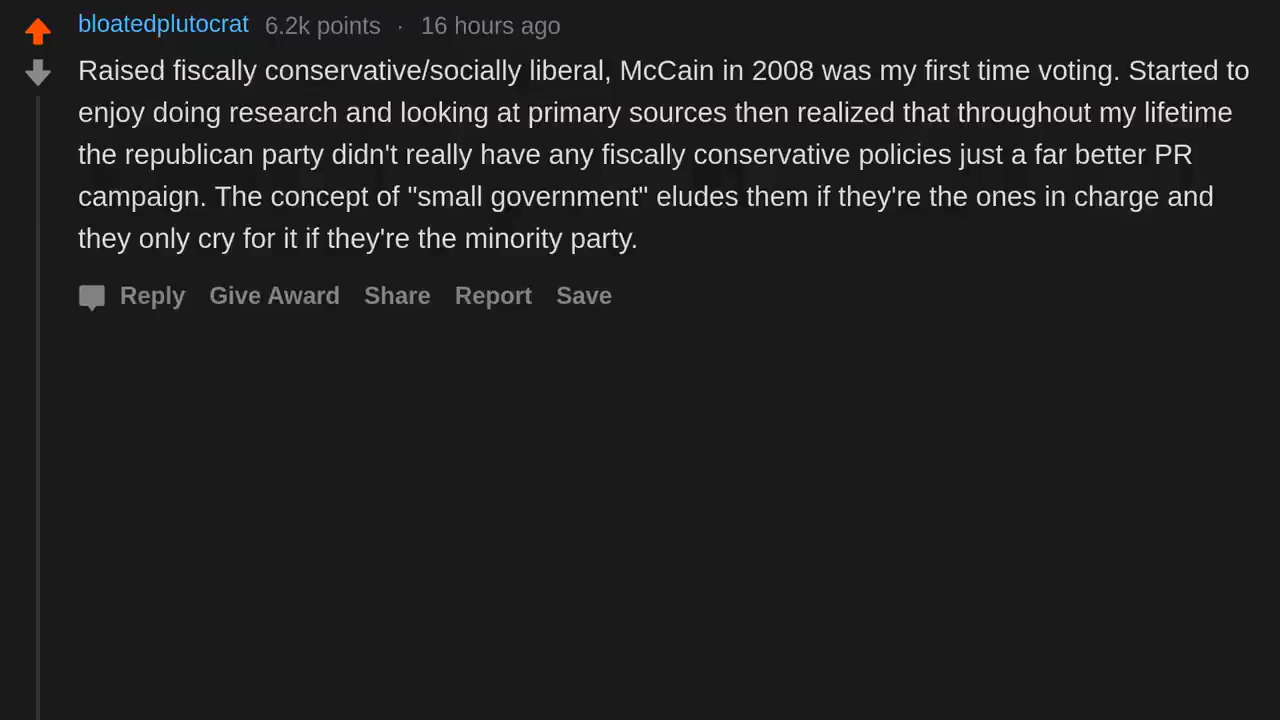 bloatedplutocrat 6.2k points · 16 hours ago
Raised fiscally conservative/socially liberal, McCain in 2008 was my first time voting. Started to
enjoy doing research and looking at primary sources then realized that throughout my lifetime
the republican party didn't really have any fiscally conservative policies just a far better PR
campaign. The concept of "small government" eludes them if they're the ones in charge and
they only cry for it if they're the minority party.
Reply Give Award Share Report Save